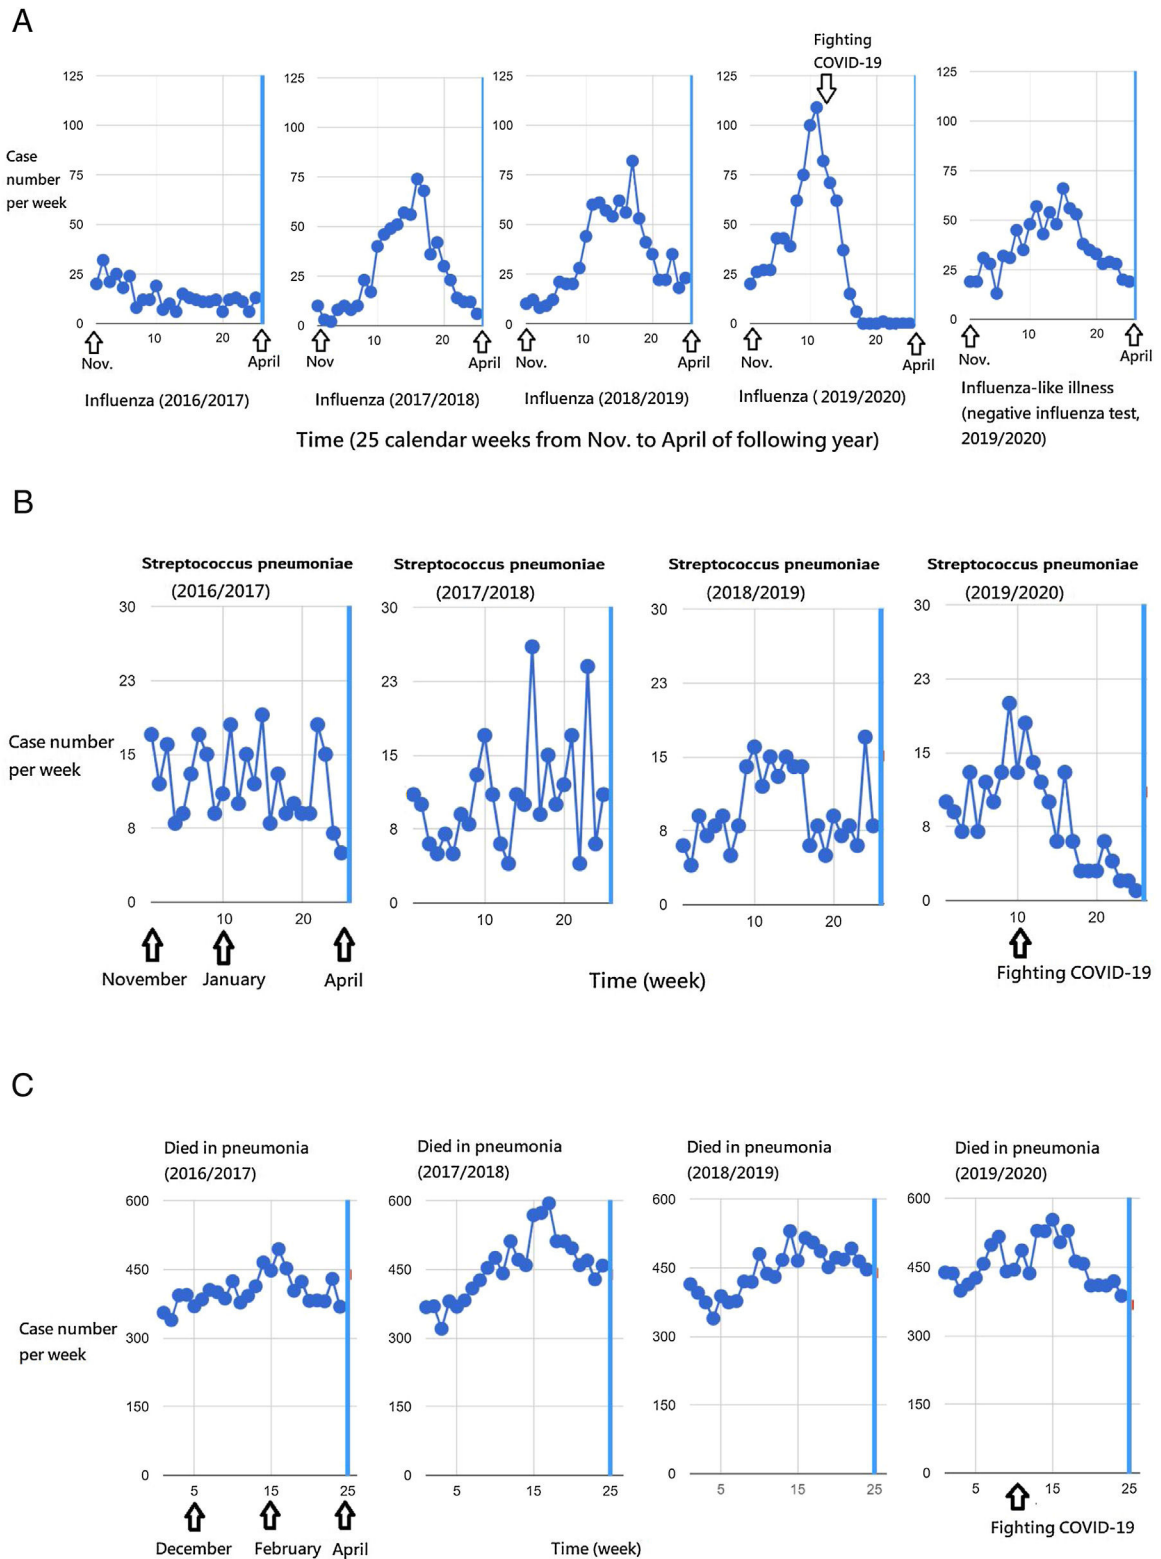 A
Fighting
COVID-19
125
100
Case
number
per week
75
50
25
0
10
20
Nov.
April
Influenza (2016/2017)
125
100
75
50
25
0
10
20
Nov
April
Influenza (2017/2018)
125
100
75
50
25
0
10
20
Nov.
April
Influenza (2018/2019)
125
100
75
50
25
0
10
20
Nov.
April
Influenza ( 2019/2020)
125
100
75
50
25
0
10
20
Nov.
April
Influenza-like illness
(negative influenza test,
2019/2020)
Time (25 calendar weeks from Nov. to April of following year)
B
Streptococcus pneumoniae
(2016/2017)
30
23
15
8
0
Case number
per week
10
20
November
January
April
Streptococcus pneumoniae
(2017/2018)
30
23
15
8
0
10
20
Streptococcus pneumoniae
(2018/2019)
30
23
15
8
0
10
20
Streptococcus pneumoniae
(2019/2020)
30
23
15
8
0
10
20
Fighting COVID-19
Time (week)
C
Died in pneumonia
(2016/2017)
600
450
300
150
0
Case number
per week
5
15
25
December
February
April
Died in pneumonia
(2017/2018)
600
450
300
150
0
5
15
25
Died in pneumonia
(2018/2019)
600
450
300
150
0
5
15
25
Died in pneumonia
(2019/2020)
600
450
300
150
0
5
15
25
Fighting COVID-19
Time (week)